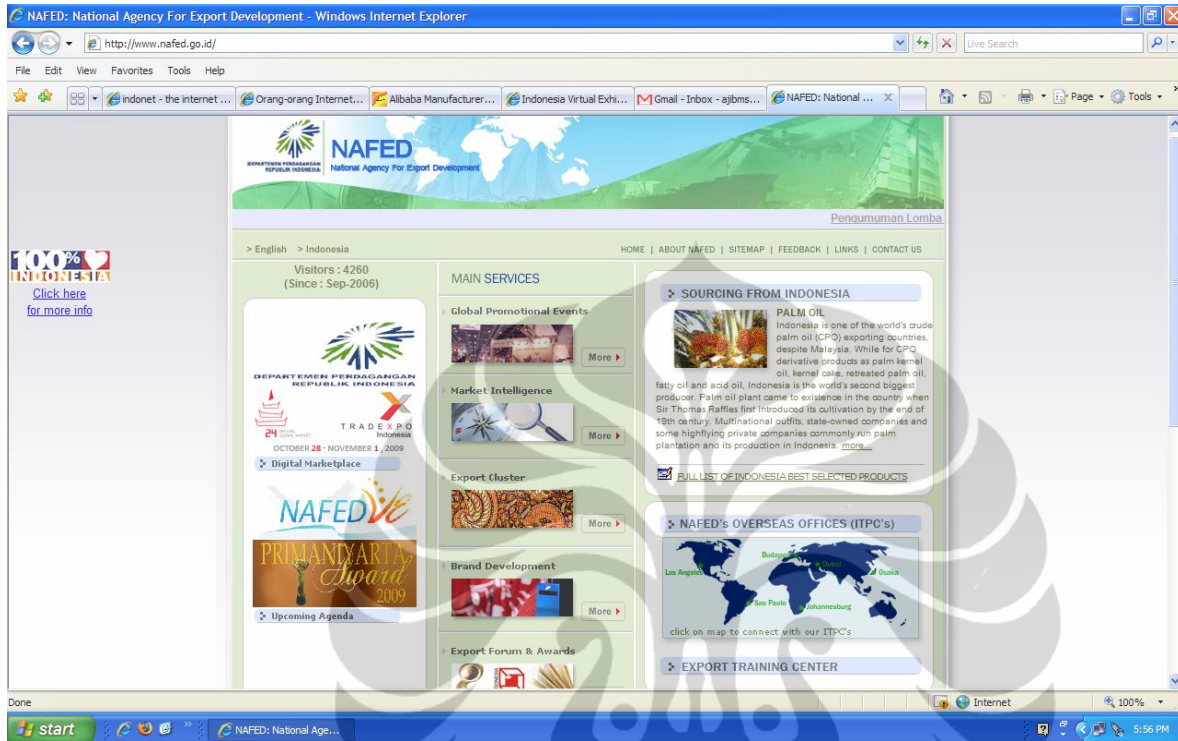 NAFED: National Agency For Export Development - Windows Internet Explorer
http://www.nafed.go.id/
Live Search
File Edit View Favorites Tools Help
indonet - the internet ... Orang-orang Internet... Alibaba Manufacturer... Indonesia Virtual Exhi... Gmail - Inbox - ajibms... NAFED: National ... Page Tools
DEPARTEMEN PERDAGANGAN
REPUBLIK INDONESIA
NAFED
National Agency For Export Development
Pengumuman Lomba
> English > Indonesia
HOME | ABOUT NAFED | SITEMAP | FEEDBACK | LINKS | CONTACT US
100%
INDONESIA
Click here
for more info
Visitors : 4260
(Since : Sep-2006)
DEPARTEMEN PERDAGANGAN
REPUBLIK INDONESIA
24
TRADEXPO
Indonesia
OCTOBER 28 - NOVEMBER 1, 2009
Digital Marketplace
NAFED VE
PRIMANIYARTA
Award
2009
Upcoming Agenda
MAIN SERVICES
Global Promotional Events
More
Market Intelligence
More
Export Cluster
More
Brand Development
More
Export Forum & Awards
SOURCING FROM INDONESIA
PALM OIL
Indonesia is one of the world's crude
palm oil (CPO) exporting countries,
despite Malaysia. While for CPO
derivative products as palm kernel
oil, kernel cake, retreated palm oil,
fatty oil and acid oil, Indonesia is the world's second biggest
producer. Palm oil plant came to existence in the country when
Sir Thomas Raffles first introduced its cultivation by the end of
19th century. Multinational outfits, state-owned companies and
some highflying private companies commonly run palm
plantation and its production in Indonesia. more...
FULL LIST OF INDONESIA BEST SELECTED PRODUCTS
NAFED's OVERSEAS OFFICES (ITPC's)
Budapest
Los Angeles
Dubai
Osaka
Sao Paulo
Johannesburg
click on map to connect with our ITPC's
EXPORT TRAINING CENTER
Done
Internet
100%
start
NAFED: National Age...
5:56 PM